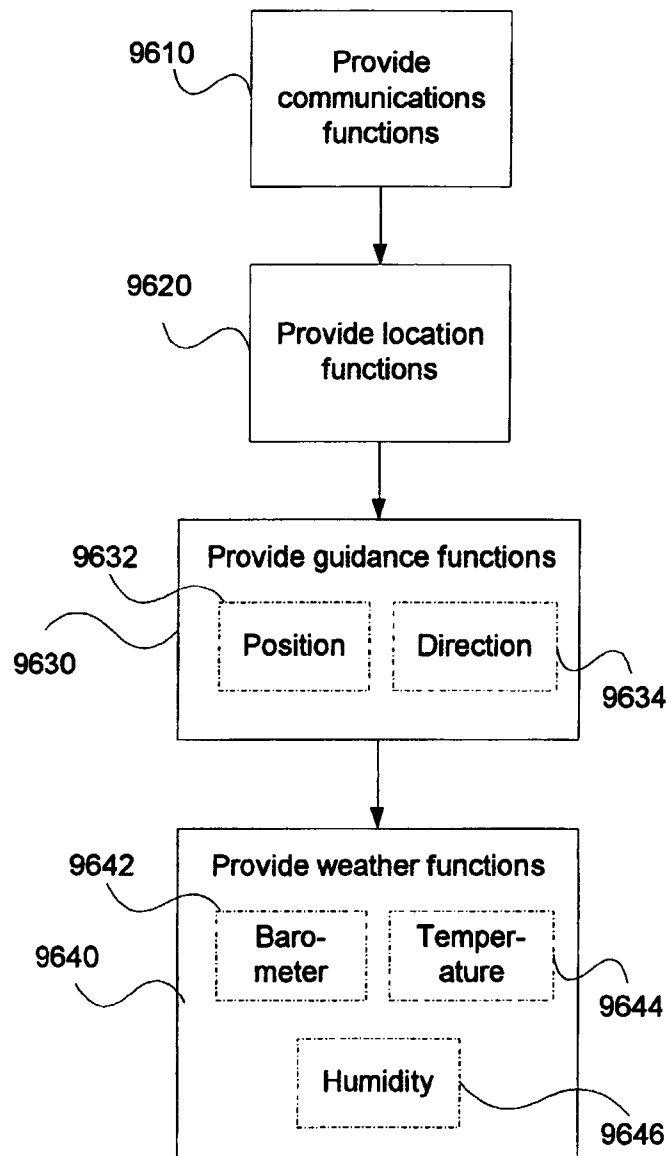 9610
Provide
communications
functions
9620
Provide location
functions
9632
Provide guidance functions
Position
Direction
9630
9634
9642
Provide weather functions
Baro-
meter
Temper-
ature
9640
9644
Humidity
9646